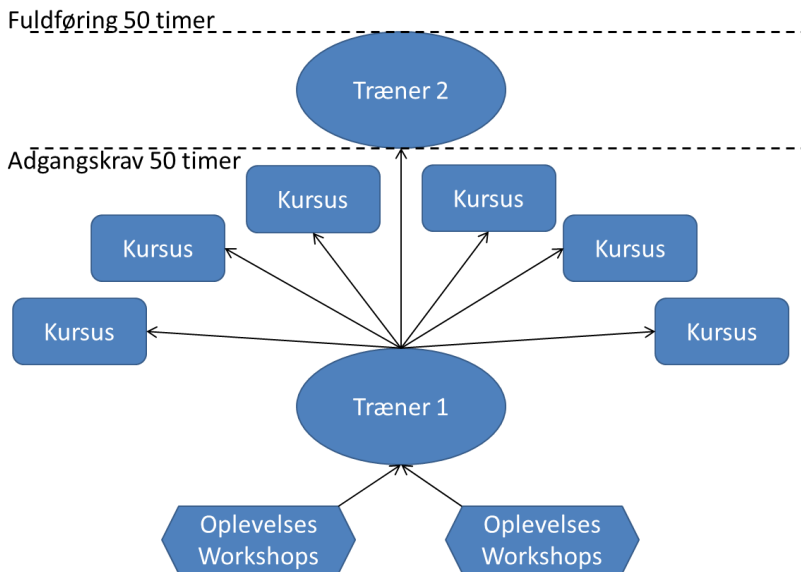 Fuldføring 50 timer
Træner 2
Adgangskrav 50 timer
Kursus
Kursus
Kursus
Kursus
Kursus
Kursus
Træner 1
Oplevelses
Workshops
Oplevelses
Workshops